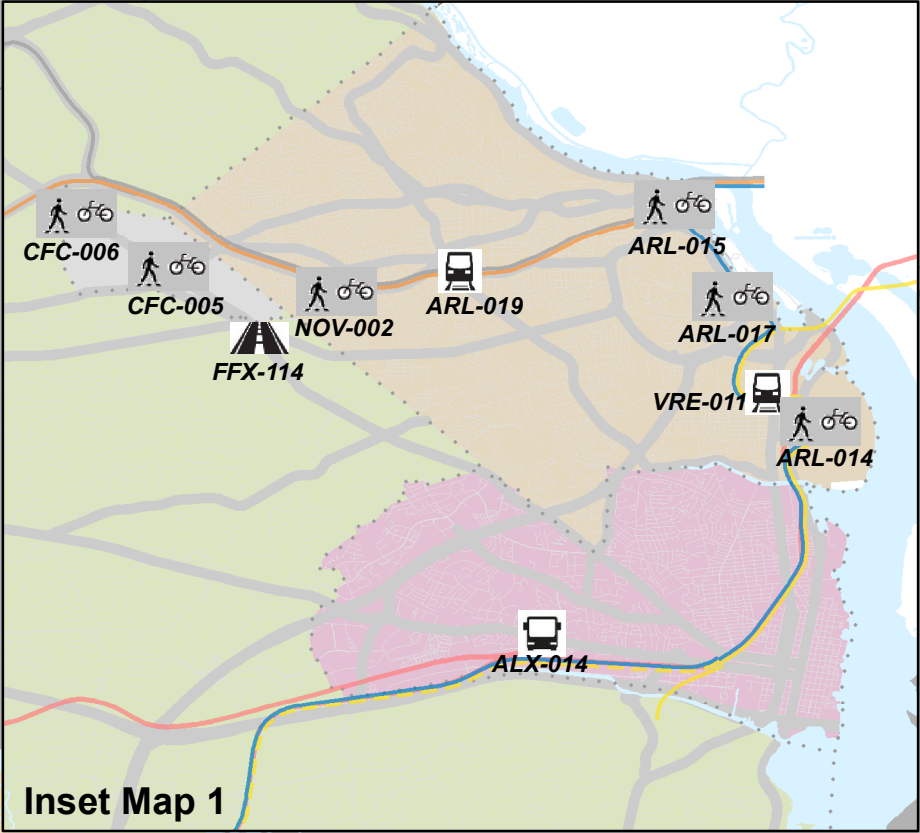 CFC-006
ARL-015
CFC-005
NOV-002
ARL-019
ARL-017
FFX-114
VRE-011
ARL-014
ALX-014
Inset Map 1